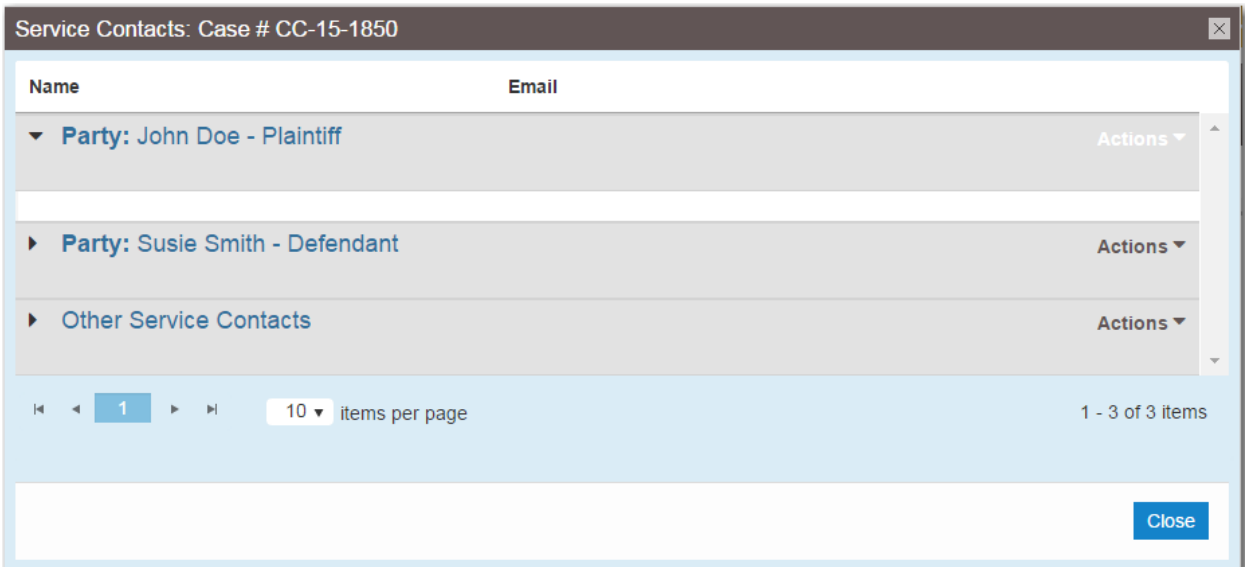 Service Contacts: Case # CC-15-1850
Name Email
Party: John Doe - Plaintiff Actions
Party: Susie Smith - Defendant Actions
Other Service Contacts Actions
1 10 items per page 1 - 3 of 3 items
Close